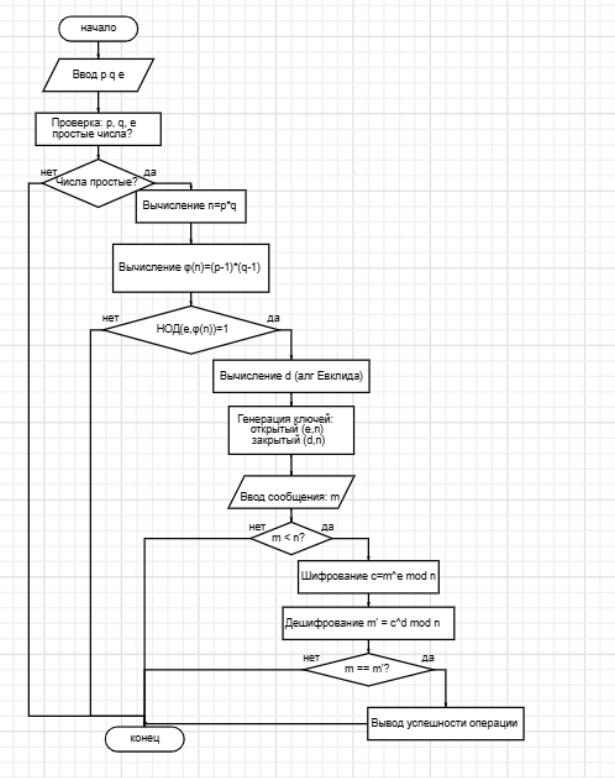 начало
Ввод p q e
Проверка: p, q, e
простые числа?
нет
да
Числа простые?
Вычисление n=p*q
Вычисление φ(n)=(p-1)*(q-1)
нет
да
НОД(e,φ(n))=1
Вычисление d (алг Евклида)
Генерация ключей:
открытый (e,n)
закрытый (d,n)
Ввод сообщения: m
нет
да
m < n?
Шифрование c=m^e mod n
Дешифрование m' = c^d mod n
нет
да
m == m'?
Вывод успешности операции
конец